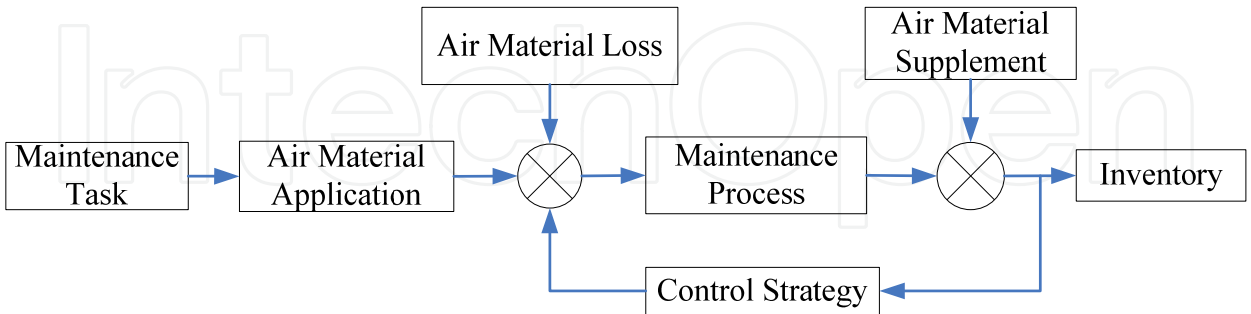 IntechOpen
Air Material Loss
Air Material
Supplement
Maintenance
Task
Air Material
Application
Maintenance
Process
Inventory
Control Strategy